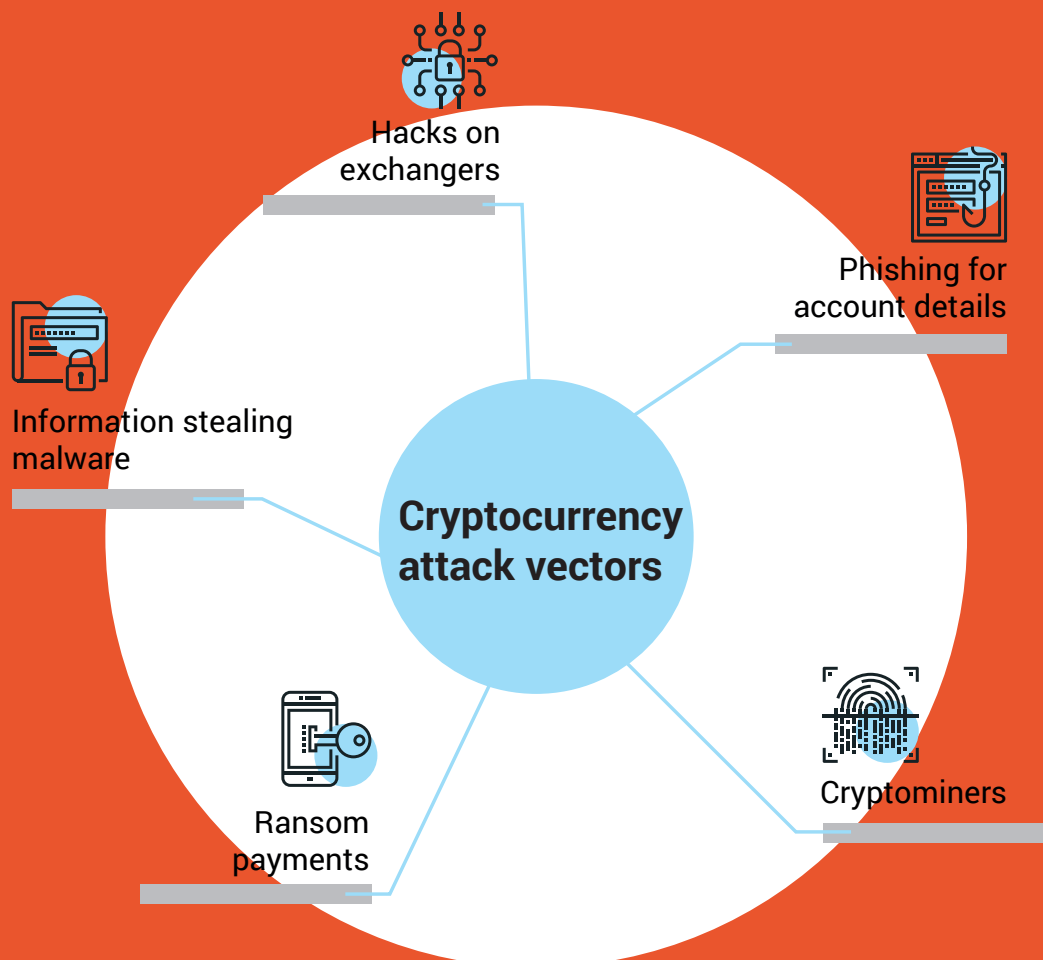 Hacks on
exchangers
Phishing for
account details
Information stealing
malware
Cryptocurrency
attack vectors
Ransom
payments
Cryptominers